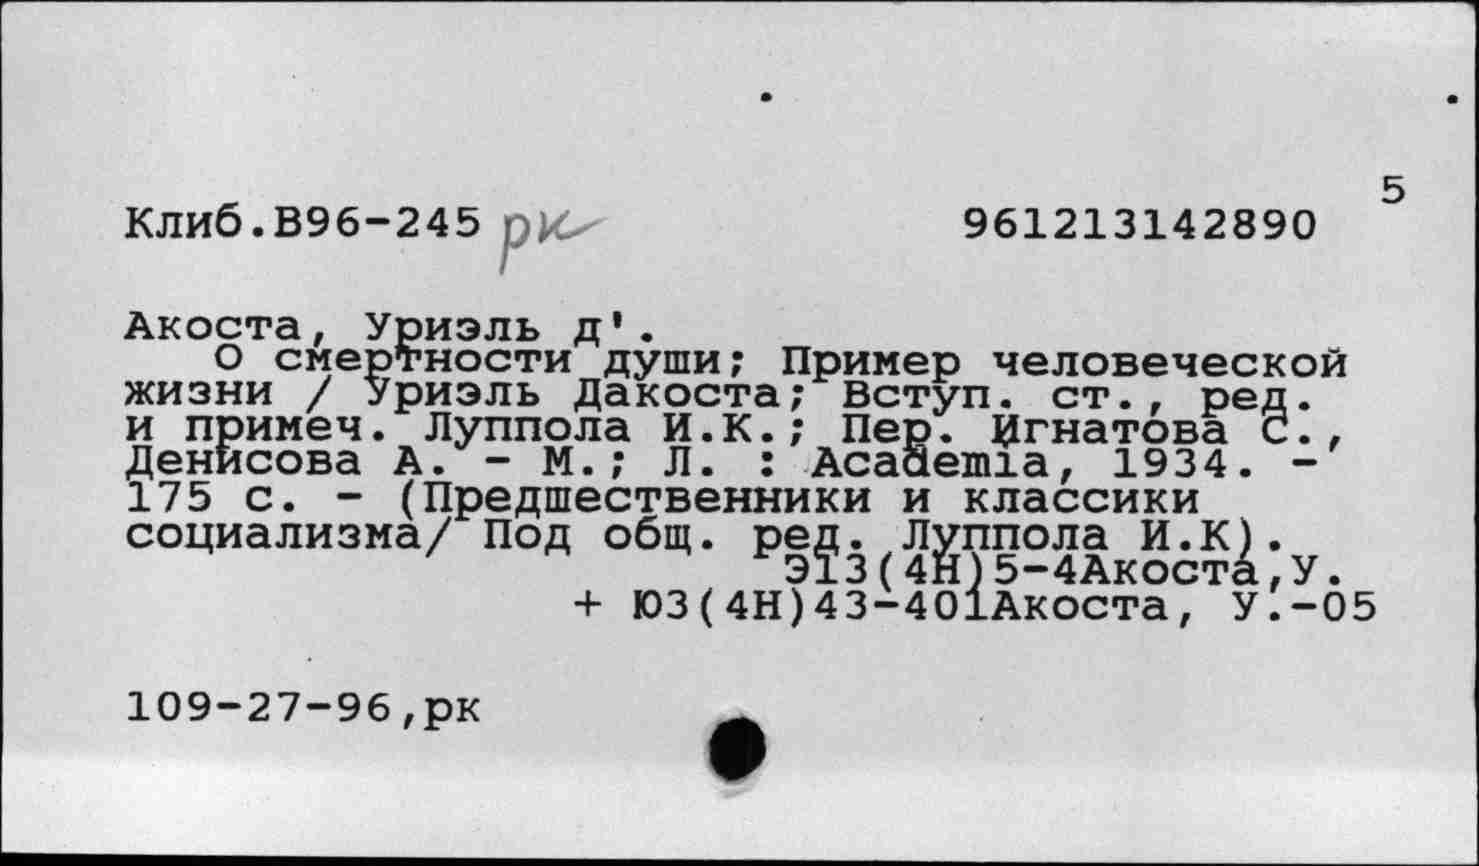 5
Клиб.В96-245 рк 961213142890
Акоста, Уриэль д'.
О смертности души; Пример человеческой
жизни / Уриэль Дакоста; Вступ. ст., ред.
и примеч. Луппола И.К.; Пер. Игнатова С.,
Денисова А. - М.; Л. : Academia, 1934. -
175 с. - (Предшественники и классики
социализма/ Под общ. ред. Луппола И.К).
Э13(4Н)5-4Акоста,У.
+ Ю3(4Н)43-401Акоста, У.-05
109-27-96,рк